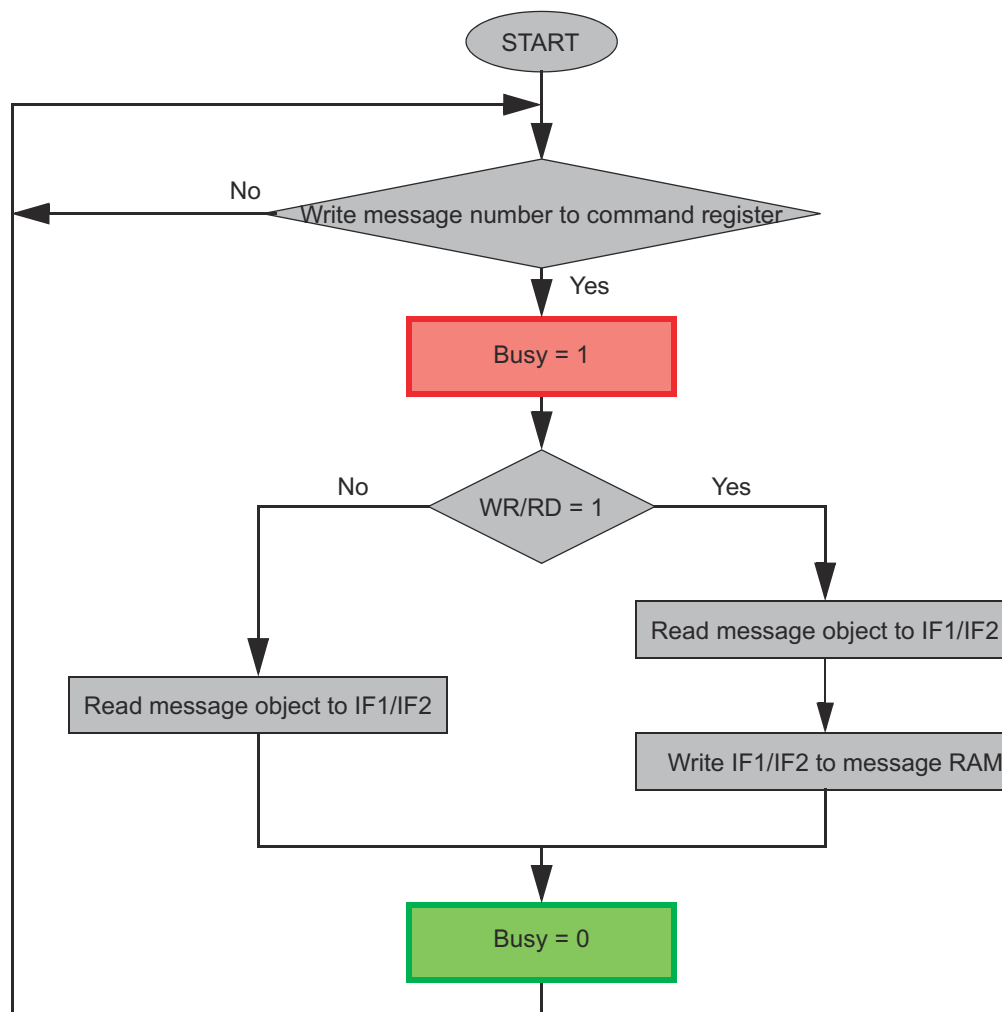 START
No
Write message number to command register
Yes
Busy = 1
No
Yes
WR/RD = 1
Read message object to IF1/IF2
Read message object to IF1/IF2
Write IF1/IF2 to message RAM
Busy = 0